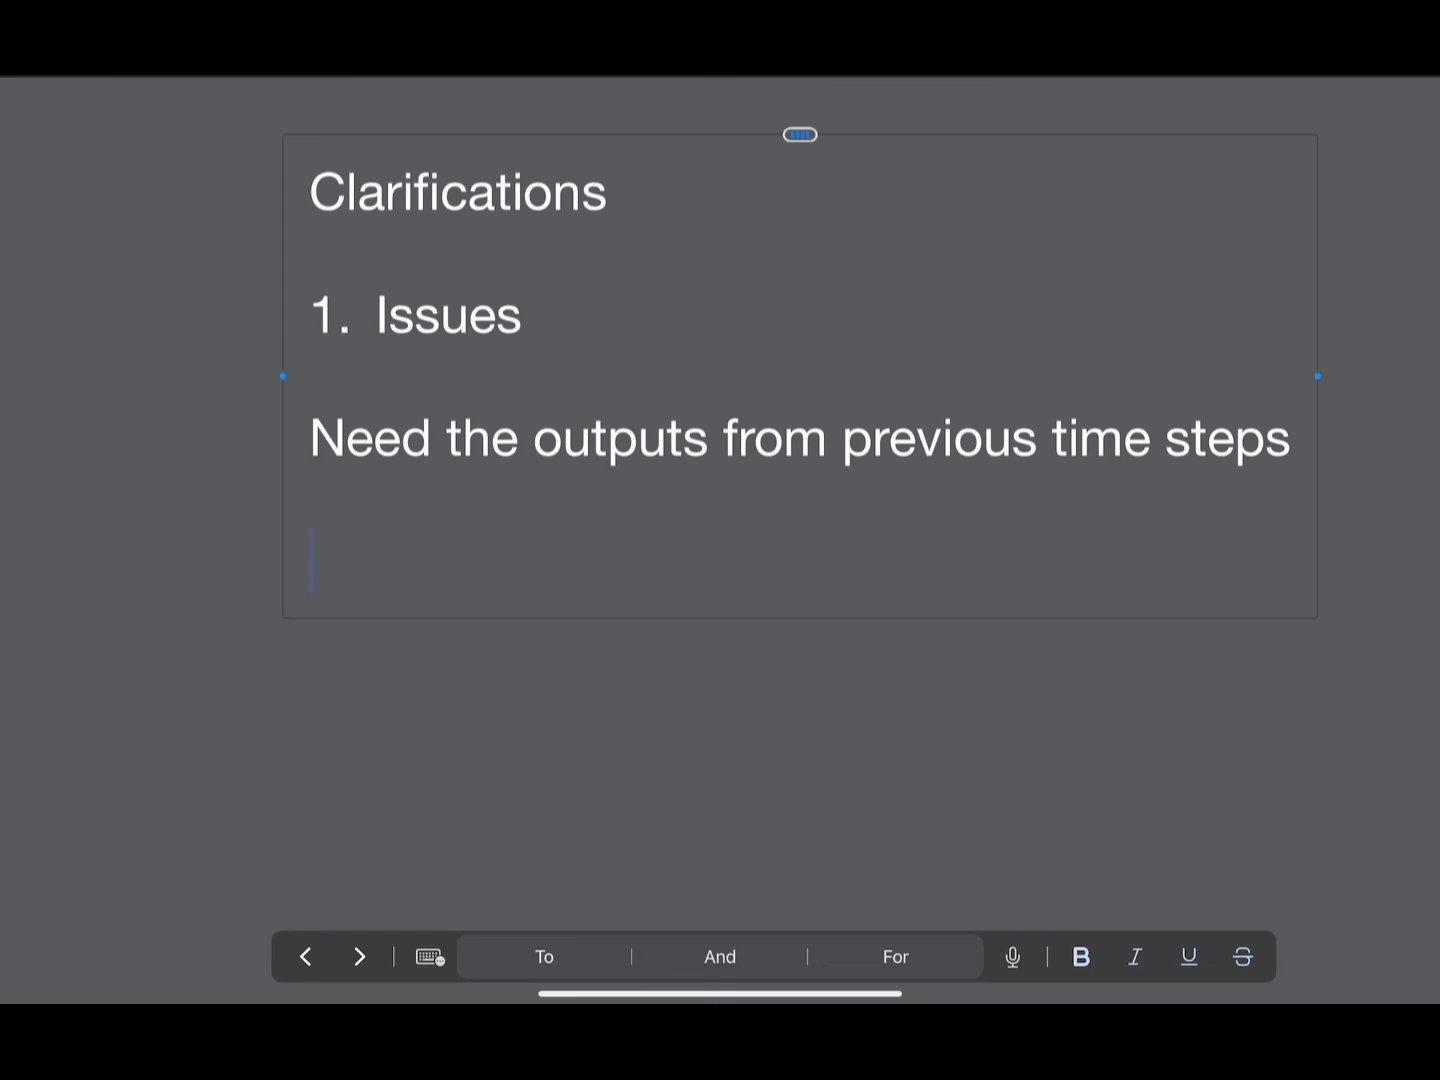 Clarifications
1. Issues
Need the outputs from previous time steps
To And For B I U S